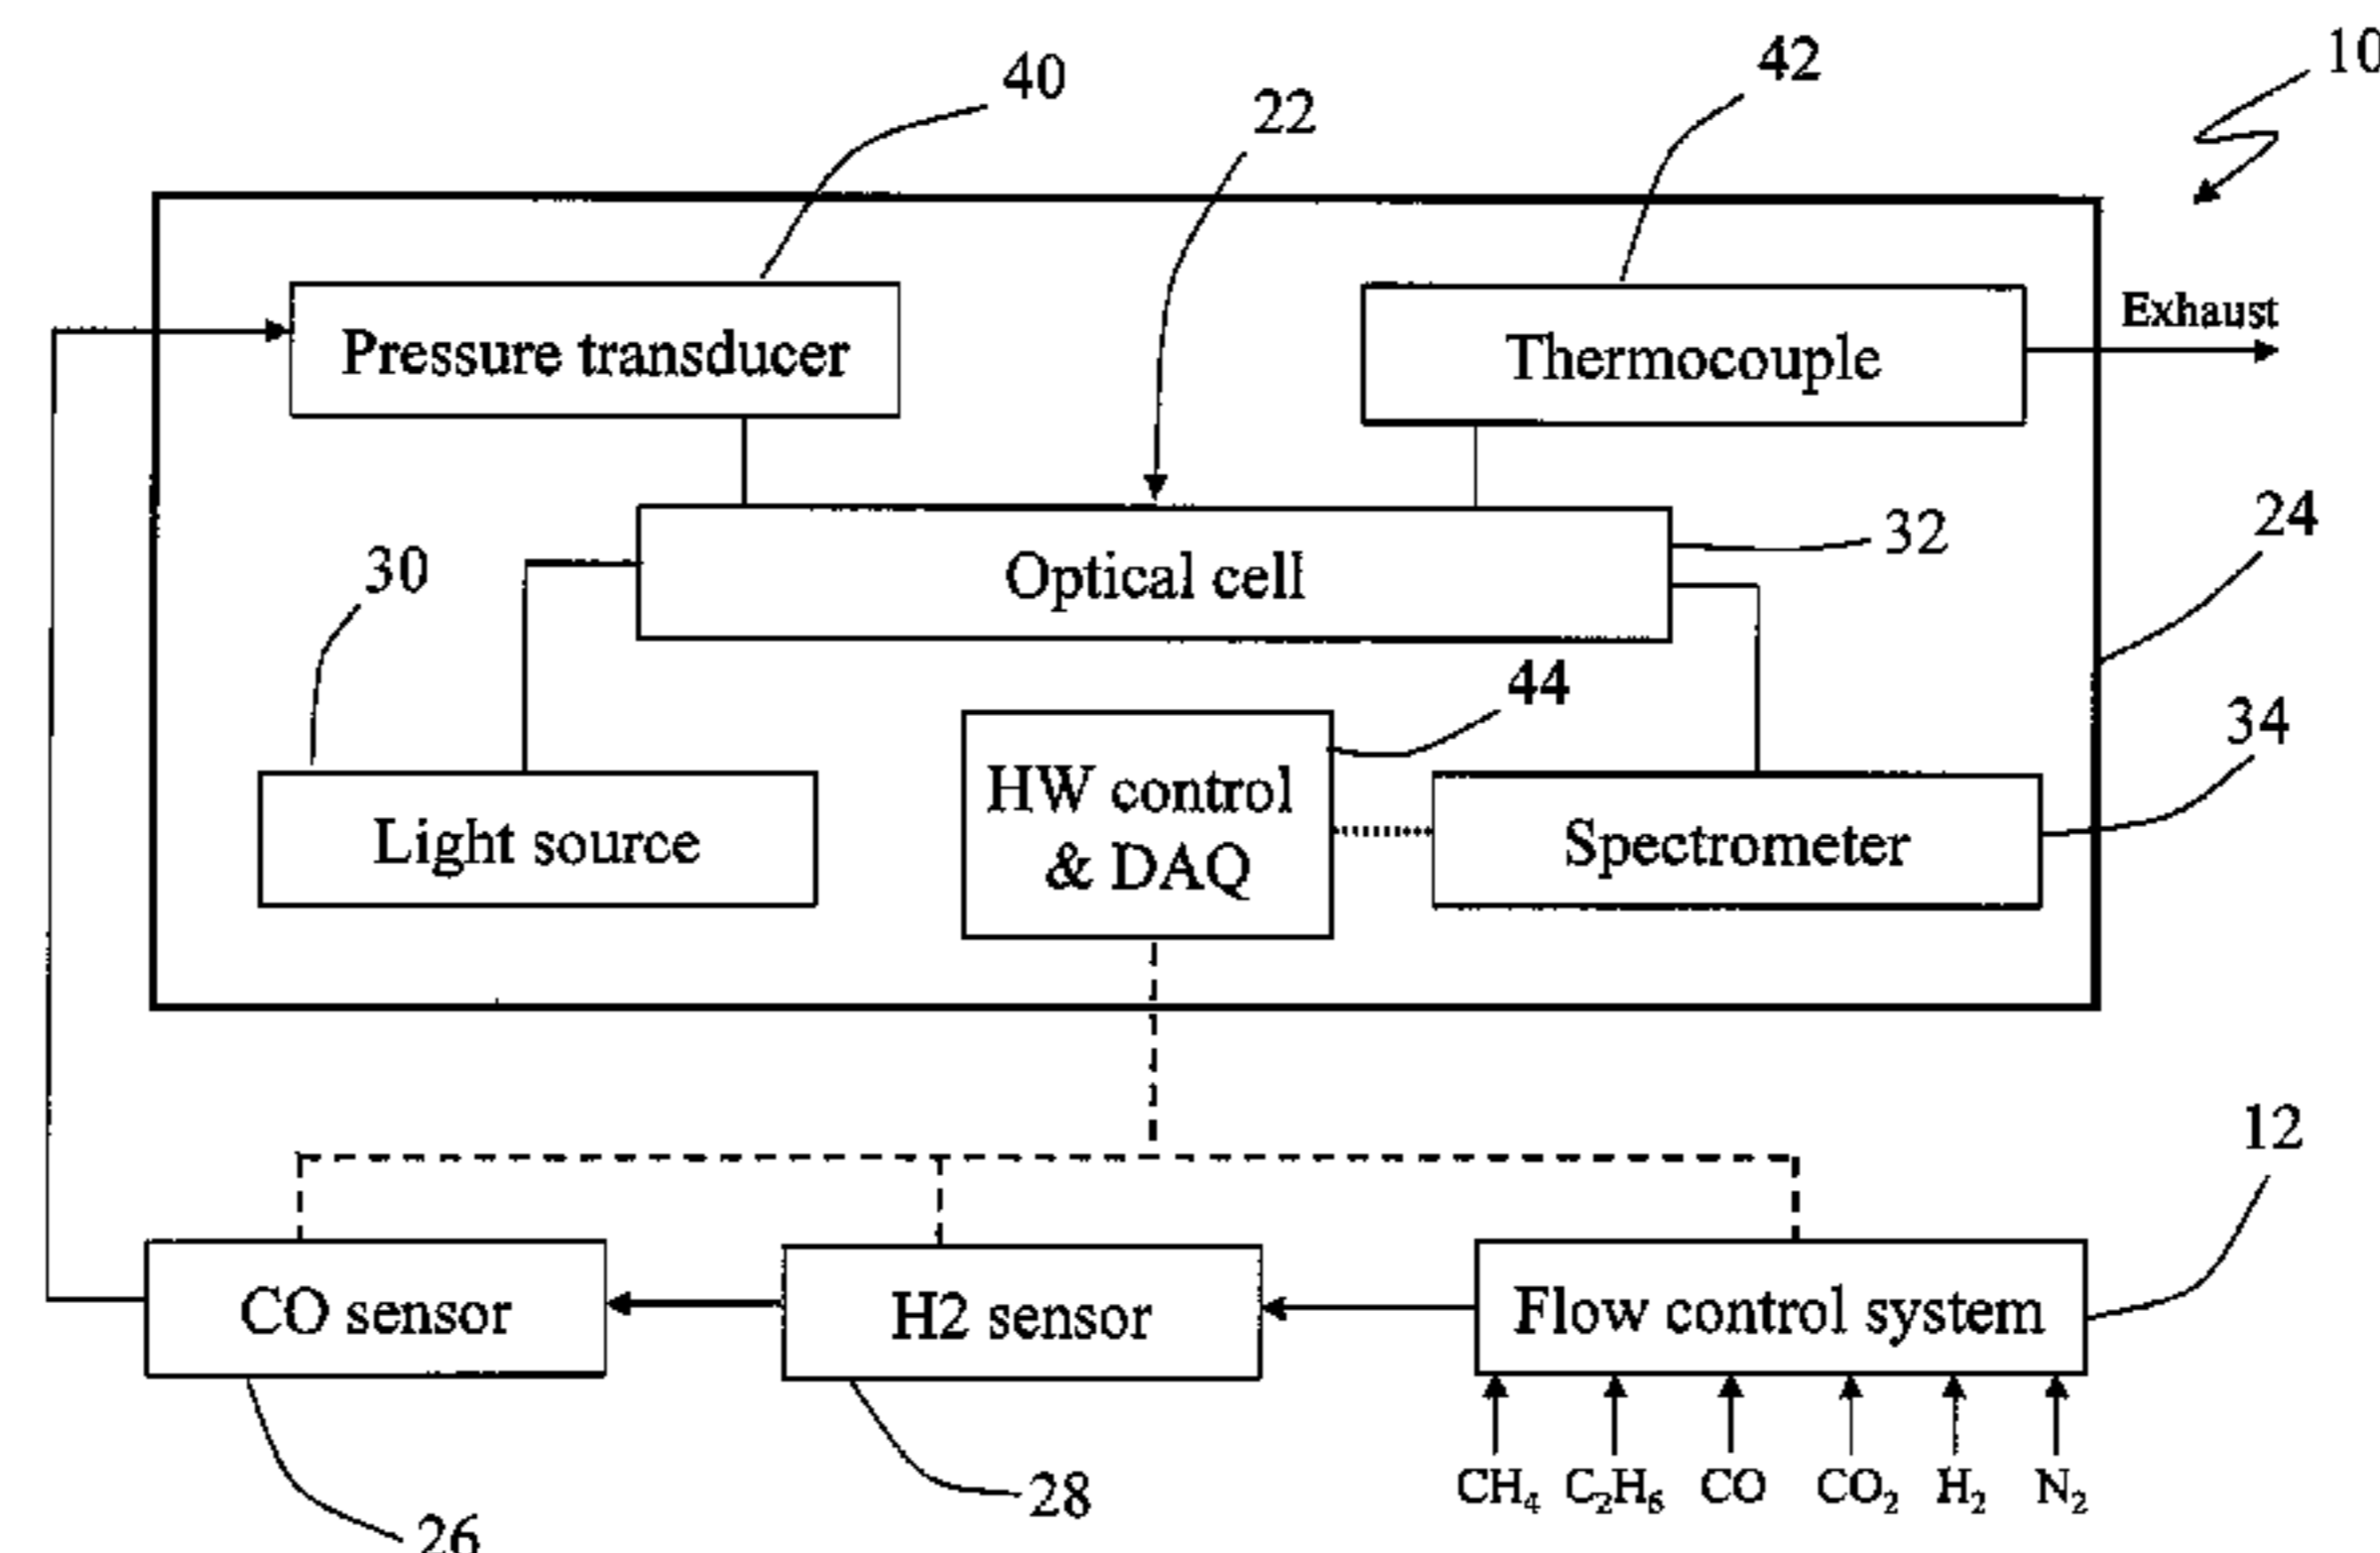 10
40
42
22
Exhaust
Pressure transducer
Thermocouple
24
32
30
Optical cell
44
34
HW control
& DAQ
Light source
Spectrometer
12
CO sensor
H2 sensor
Flow control system
CH₄ C₂H₆ CO CO₂ H₂ N₂
28
26